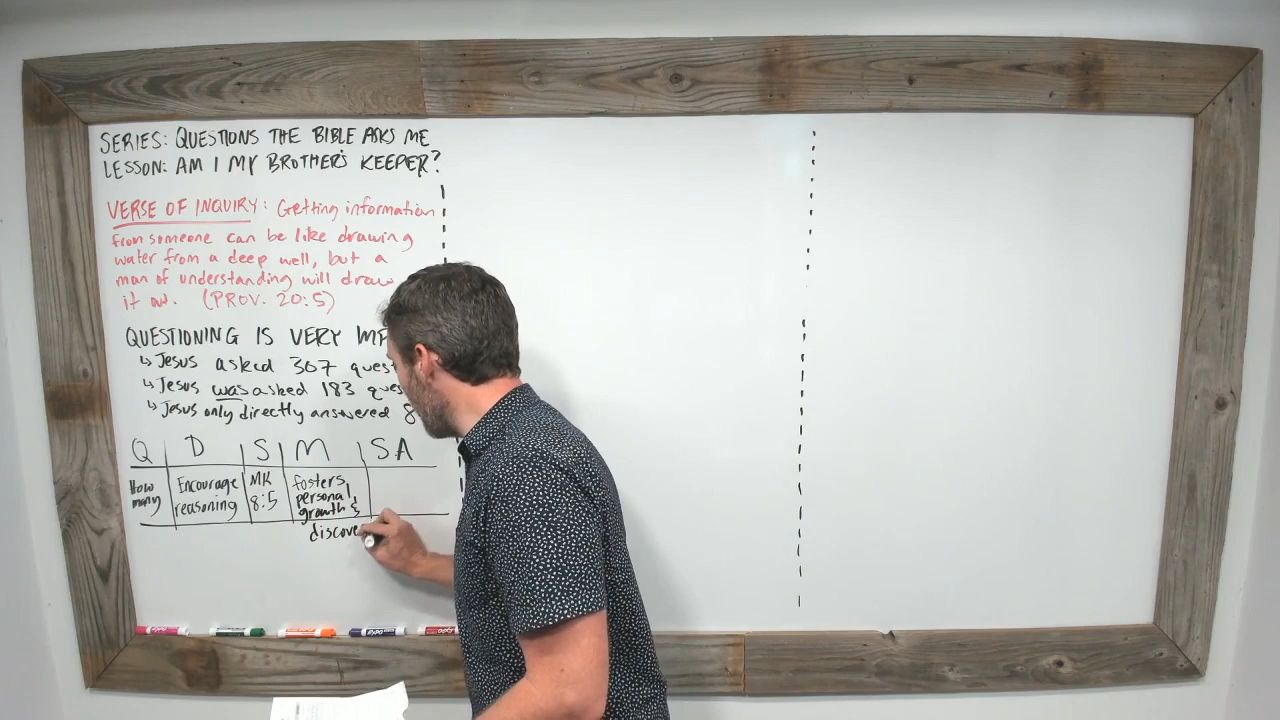 SERIES: QUESTIONS THE BIBLE ASKS ME
LESSON: AM I MY BROTHER'S KEEPER?
VERSE OF INQUIRY: Getting information
from someone can be like drawing
water from a deep well, but a
man of understanding will draw
it out. (PROV. 20:5)
QUESTIONING IS VERY IMP
↳ Jesus asked 307 quest
↳ Jesus was asked 183 ques
↳ Jesus only directly answered 8
Q D S M SA
How many Encourage reasoning MK 8:5 fosters personal growth &
discove
EXPO